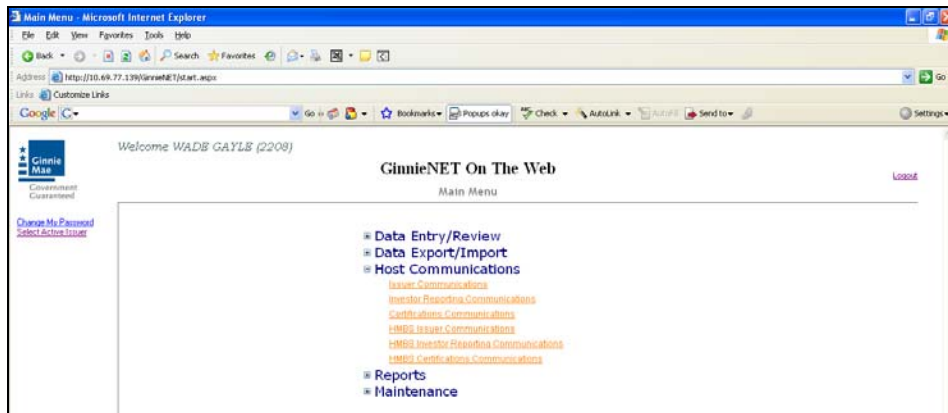 Main Menu - Microsoft Internet Explorer
File Edit View Favorites Tools Help
Back Search Favorites
Address http://10.69.77.139/GinnieNET/start.aspx Go
Links Customize Links
Google Go Bookmarks Popups okay Check AutoLink AutoFill Send to Settings
Ginnie Mae
Government Guaranteed
Welcome WADE GAYLE (2208)
GinnieNET On The Web
Logout
Main Menu
Change My Password
Select Active Issuer
Data Entry/Review
Data Export/Import
Host Communications
Issuer Communications
Investor Reporting Communications
Certifications Communications
HMBS Issuer Communications
HMBS Investor Reporting Communications
HMBS Certifications Communications
Reports
Maintenance